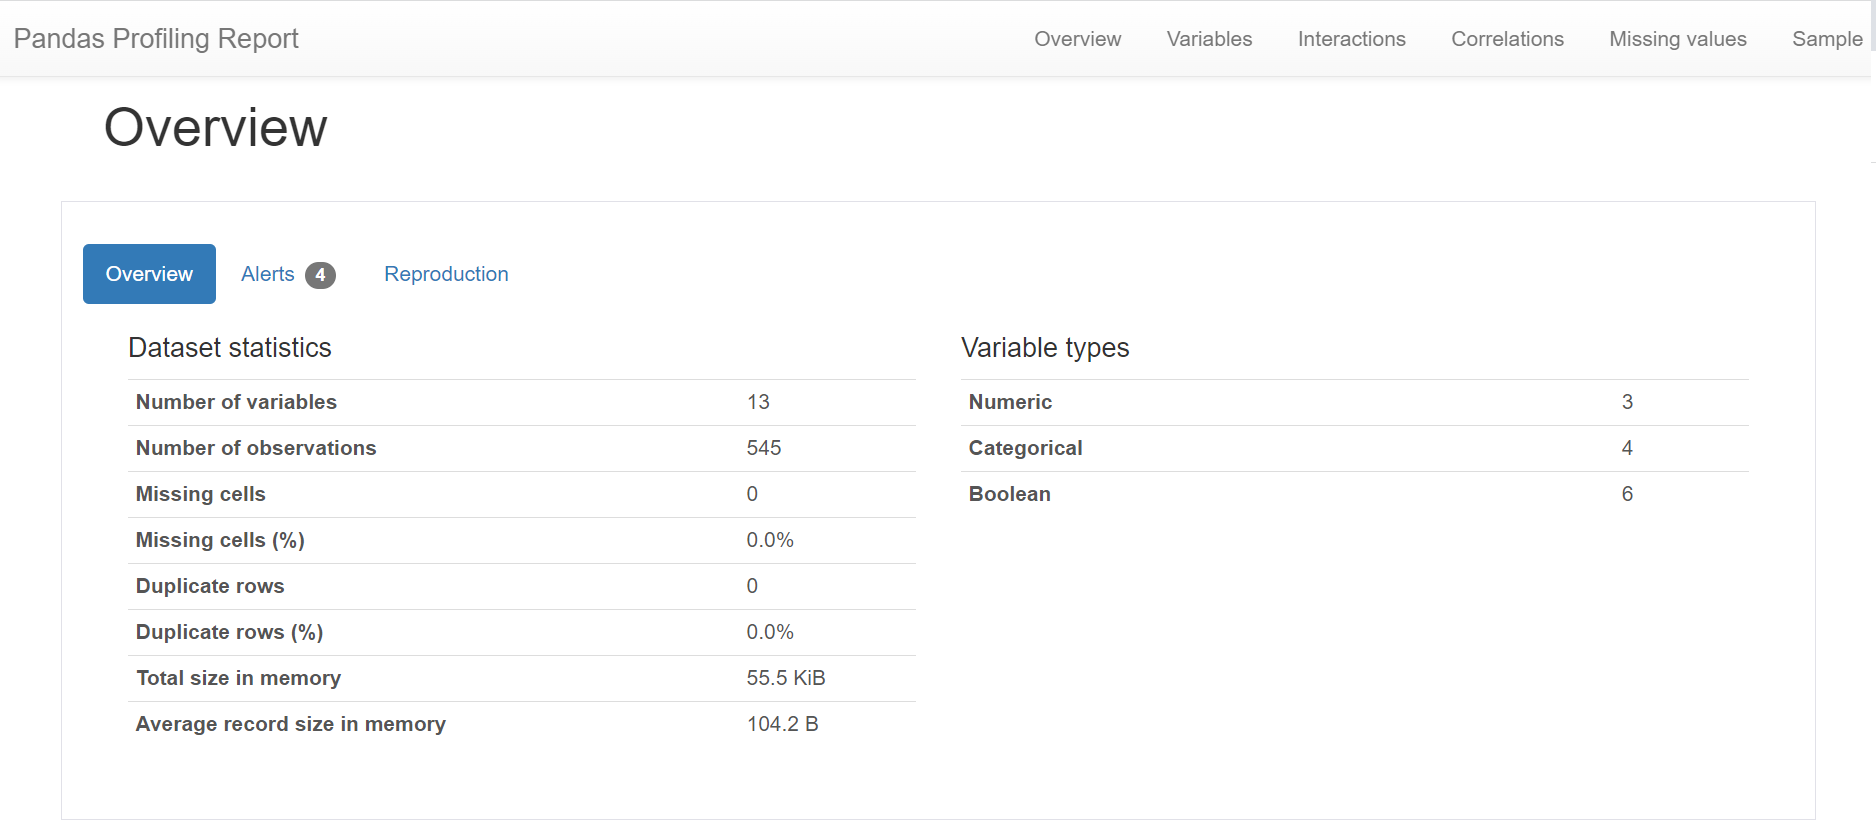 Pandas Profiling Report Overview Variables Interactions Correlations Missing values Sample
Overview
Overview Alerts 4 Reproduction
Dataset statistics
Number of variables 13
Number of observations 545
Missing cells 0
Missing cells (%) 0.0%
Duplicate rows 0
Duplicate rows (%) 0.0%
Total size in memory 55.5 KiB
Average record size in memory 104.2 B
Variable types
Numeric 3
Categorical 4
Boolean 6